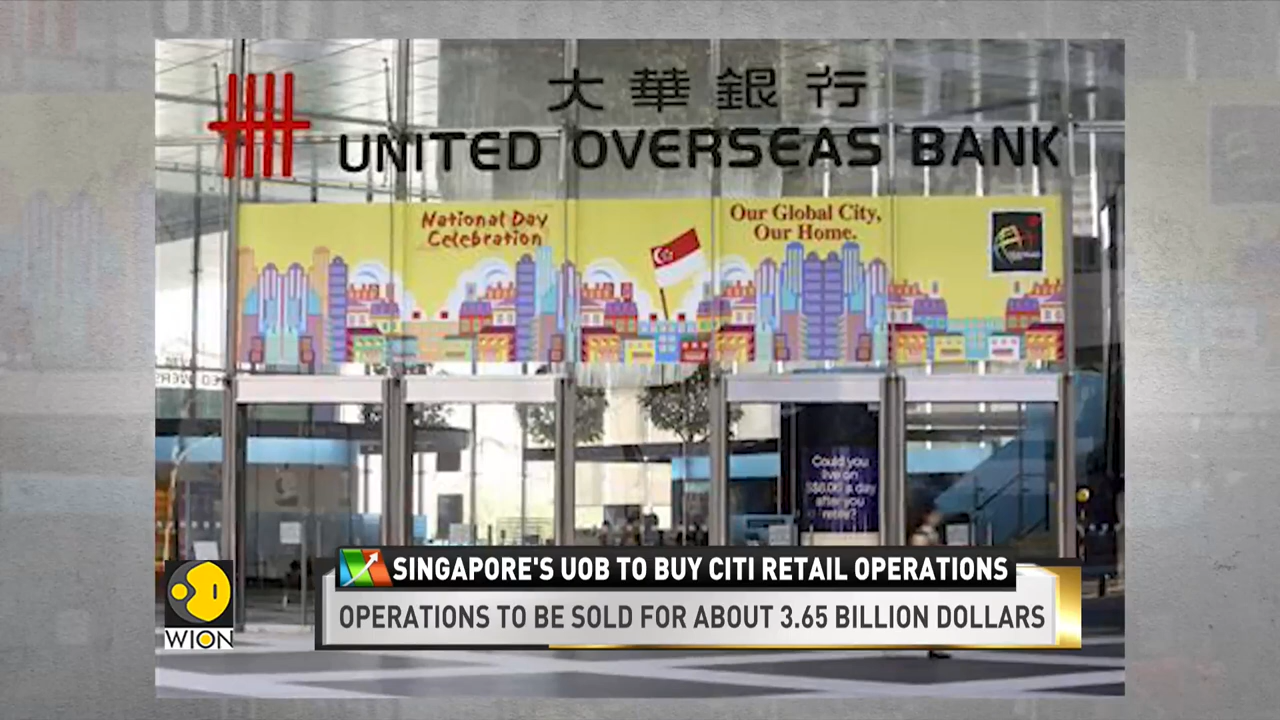 大華銀行
UNITED OVERSEAS BANK
National Day
Celebration
Our Global City,
Our Home.
Could you
live on
a day
after you
retire?
SINGAPORE'S UOB TO BUY CITI RETAIL OPERATIONS
OPERATIONS TO BE SOLD FOR ABOUT 3.65 BILLION DOLLARS
WION